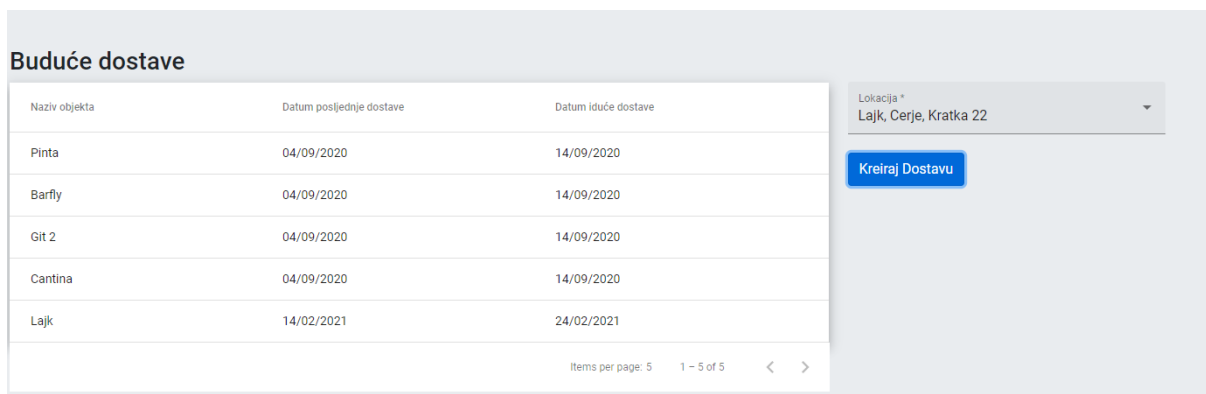 Buduće dostave
Naziv objekta Datum posljednje dostave Datum iduće dostave
Pinta 04/09/2020 14/09/2020
Barfly 04/09/2020 14/09/2020
Git 2 04/09/2020 14/09/2020
Cantina 04/09/2020 14/09/2020
Lajk 14/02/2021 24/02/2021
Items per page: 5 1 – 5 of 5
Lokacija *
Lajk, Cerje, Kratka 22
Kreiraj Dostavu